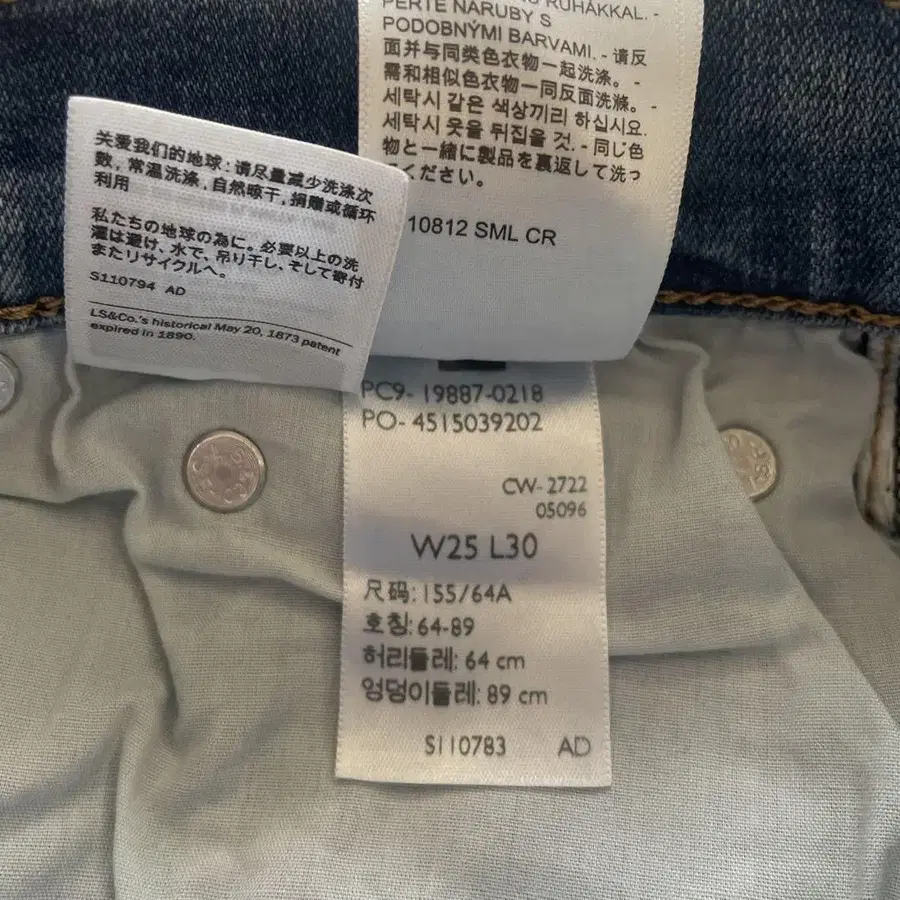 RUHÁKKAL. -
PERTE NARUBY S
PODOBNÝMI BARVAMI. - 请反
面并与同类色衣物一起洗涤。 -
需和相似色衣物一同反面洗滌。 -
세탁시 같은 색상끼리 하십시요.
세탁시 옷을 뒤집을 것. - 同じ色
物と一緒に製品を裏返して洗っ
ください。
10812 SML CR
关爱我们的地球：请尽量减少洗涤次
数，常温洗涤，自然晾干，捐赠或循环
利用
私たちの地球の為に。必要以上の洗
濯は避け、水で、吊り干し、そして寄付
またリサイクルへ。
S110794 AD
LS&Co.'s historical May 20, 1873 patent
expired in 1890.
PC9- 19887-0218
PO- 4515039202
CW- 2722
05096
W25 L30
尺码: 155/64A
호칭: 64-89
허리둘레: 64 cm
엉덩이둘레: 89 cm
S110783 AD